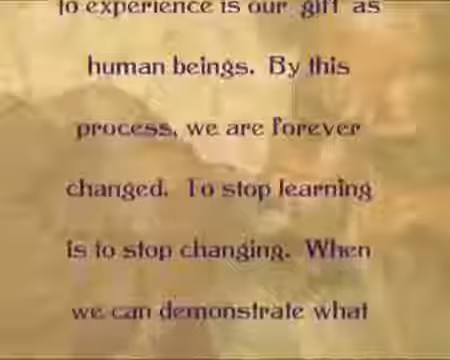 to experience is our gift as
human beings. By this
process, we are forever
changed. To stop learning
is to stop changing. When
we can demonstrate what